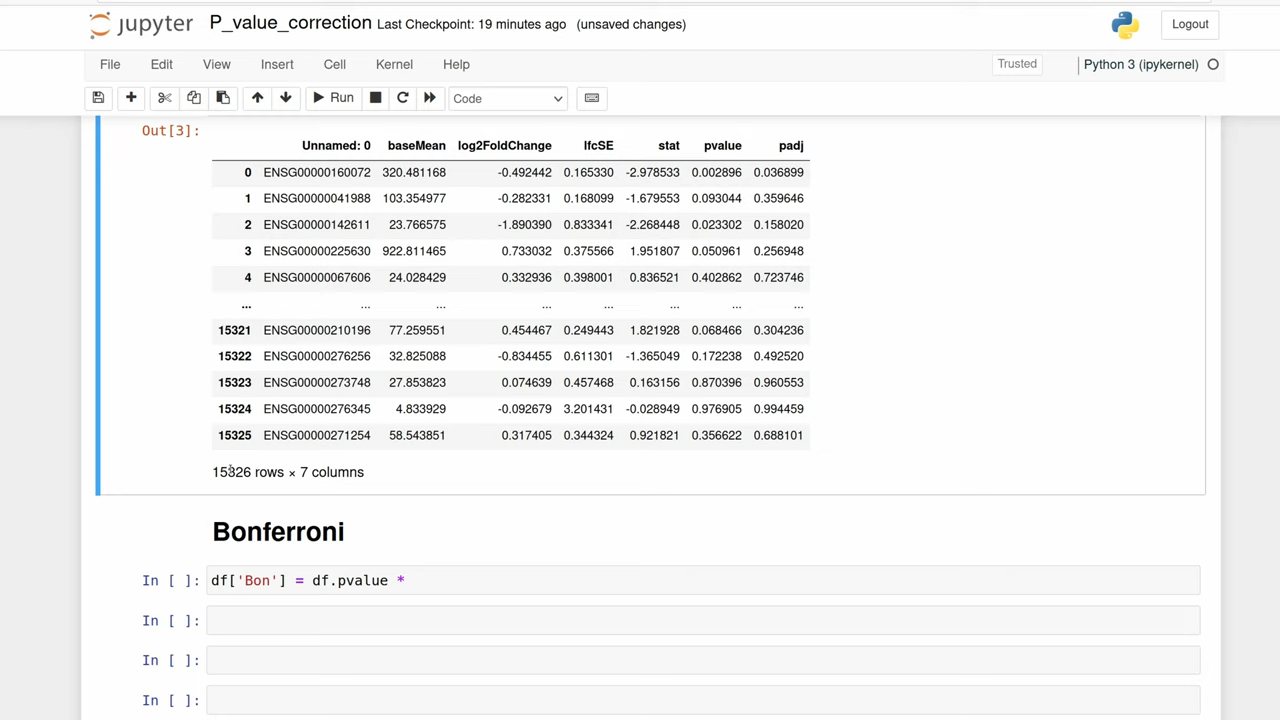 jupyter P_value_correction Last Checkpoint: 19 minutes ago (unsaved changes) Logout
File Edit View Insert Cell Kernel Help Trusted Python 3 (ipykernel)
Run Code
Out[3]:
Unnamed: 0 baseMean log2FoldChange lfcSE stat pvalue padj
0 ENSG00000160072 320.481168 -0.492442 0.165330 -2.978533 0.002896 0.036899
1 ENSG00000041988 103.354977 -0.282331 0.168099 -1.679553 0.093044 0.359646
2 ENSG00000142611 23.766575 -1.890390 0.833341 -2.268448 0.023302 0.158020
3 ENSG00000225630 922.811465 0.733032 0.375566 1.951807 0.050961 0.256948
4 ENSG00000067606 24.028429 0.332936 0.398001 0.836521 0.402862 0.723746
... ... ... ... ... ... ... ...
15321 ENSG00000210196 77.259551 0.454467 0.249443 1.821928 0.068466 0.304236
15322 ENSG00000276256 32.825088 -0.834455 0.611301 -1.365049 0.172238 0.492520
15323 ENSG00000273748 27.853823 0.074639 0.457468 0.163156 0.870396 0.960553
15324 ENSG00000276345 4.833929 -0.092679 3.201431 -0.028949 0.976905 0.994459
15325 ENSG00000271254 58.543851 0.317405 0.344324 0.921821 0.356622 0.688101
15326 rows × 7 columns
Bonferroni
In [ ]: df['Bon'] = df.pvalue *
In [ ]:
In [ ]:
In [ ]: